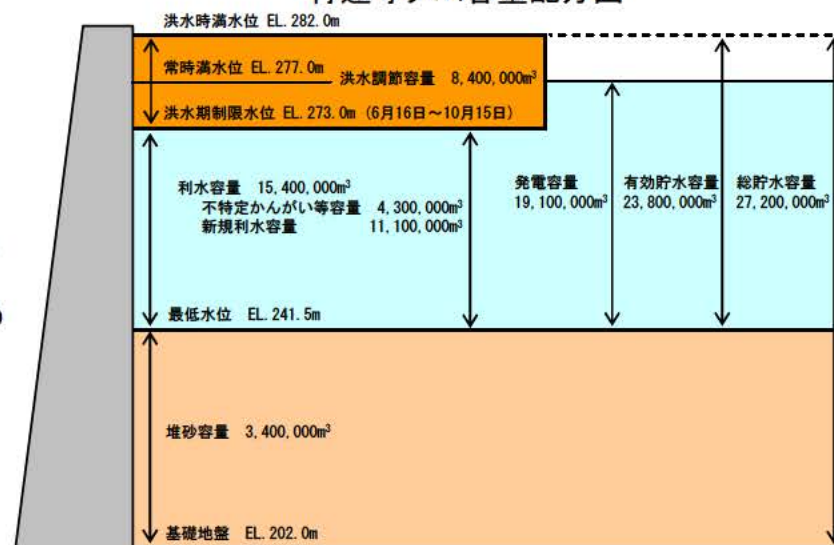 洪水時満水位 EL.282.0m
常時満水位 EL.277.0m
洪水調節容量 8,400,000m³
洪水期制限水位 EL.273.0m (6月16日～10月15日)
利水容量 15,400,000m³
不特定かんがい等容量 4,300,000m³
新規利水容量 11,100,000m³
発電容量
19,100,000m³
有効貯水容量
23,800,000m³
総貯水容量
27,200,000m³
最低水位 EL.241.5m
堆砂容量 3,400,000m³
基礎地盤 EL.202.0m